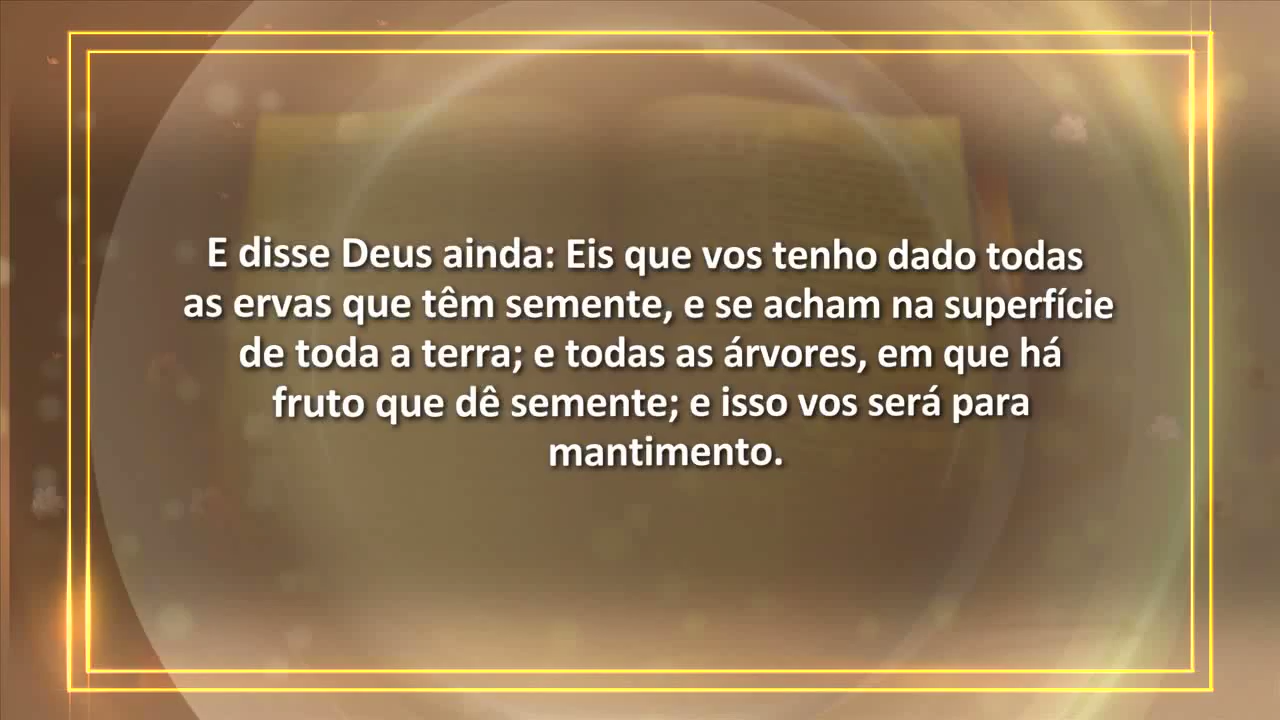 E disse Deus ainda: Eis que vos tenho dado todas
as ervas que têm semente, e se acham na superfície
de toda a terra; e todas as árvores, em que há
fruto que dê semente; e isso vos será para
mantimento.